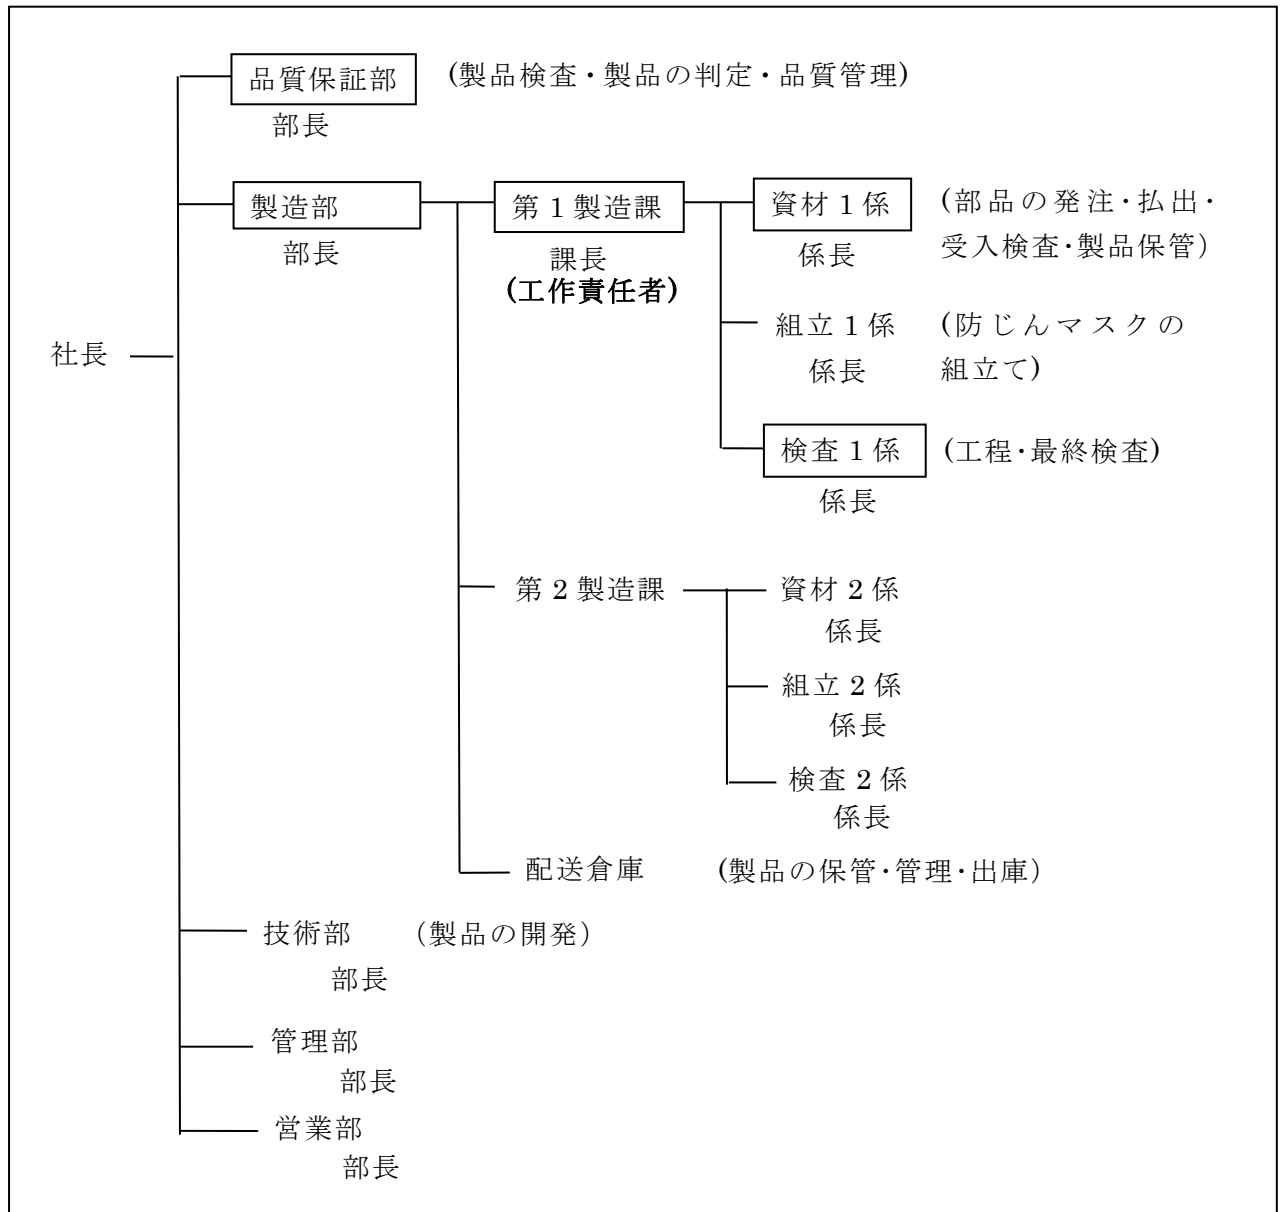 品質保証部 (製品検査・製品の判定・品質管理)
部長
製造部 第1製造課 資材1係 (部品の発注・払出・
部長 課長 係長 受入検査・製品保管)
(工作責任者)
社長 組立1係 (防じんマスクの
係長 組立て)
検査1係 (工程・最終検査)
係長
第2製造課 資材2係
係長
組立2係
係長
検査2係
係長
配送倉庫 (製品の保管・管理・出庫)
技術部 (製品の開発)
部長
管理部
部長
営業部
部長